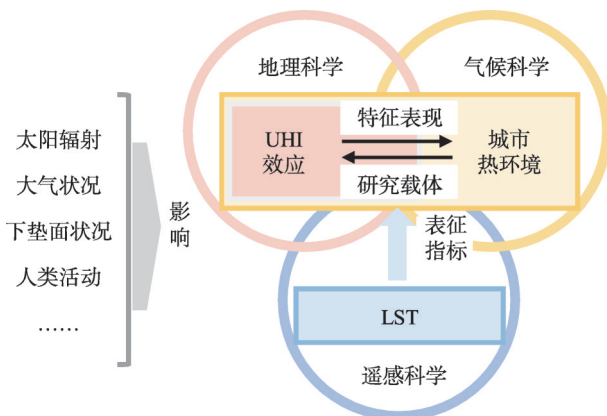 地理科学
气候科学
太阳辐射
大气状况
下垫面状况
人类活动
……
影
响
UHI
效应
特征表现
研究载体
城市
热环境
表征
指标
LST
遥感科学